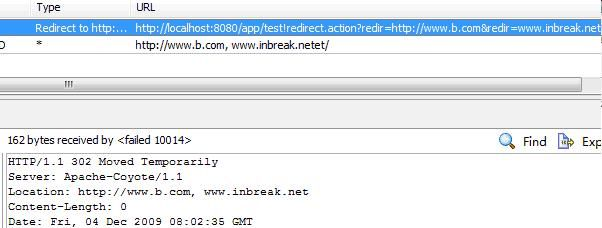 Type URL
Redirect to http:... http://localhost:8080/app/test!redirect.action?redir=http://www.b.com&redir=www.inbreak.net
* http://www.b.com, www.inbreak.netet/
162 bytes received by <failed 10014>
Find
HTTP/1.1 302 Moved Temporarily
Server: Apache-Coyote/1.1
Location: http://www.b.com, www.inbreak.net
Content-Length: 0
Date: Fri, 04 Dec 2009 08:02:35 GMT